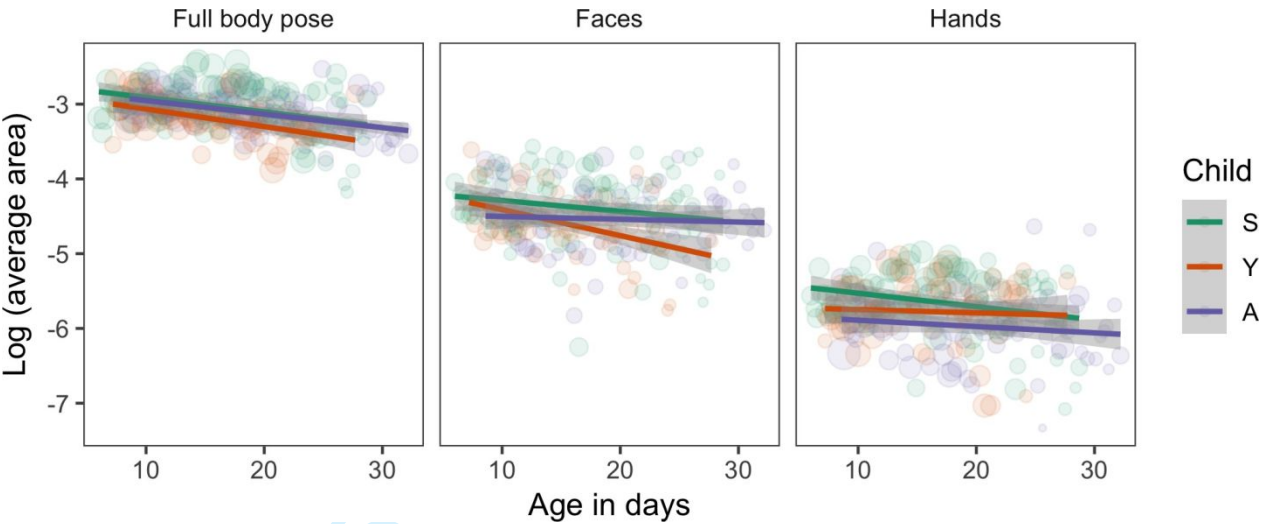 Full body pose
Faces
Hands
Log (average area)
-3
-4
-5
-6
-7
10 20 30
10 20 30
10 20 30
Age in days
Child
S
Y
A